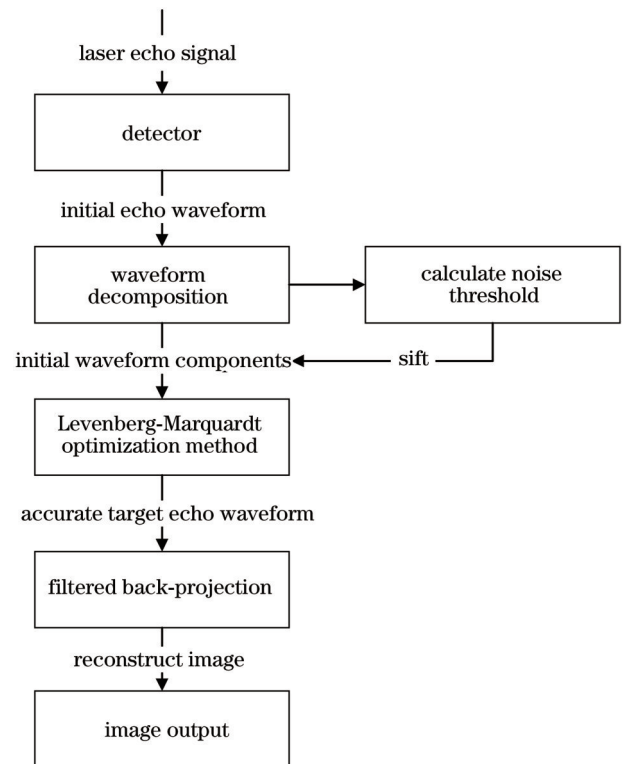 laser echo signal
detector
initial echo waveform
waveform
decomposition
calculate noise
threshold
initial waveform components
sift
Levenberg-Marquardt
optimization method
accurate target echo waveform
filtered back-projection
reconstruct image
image output